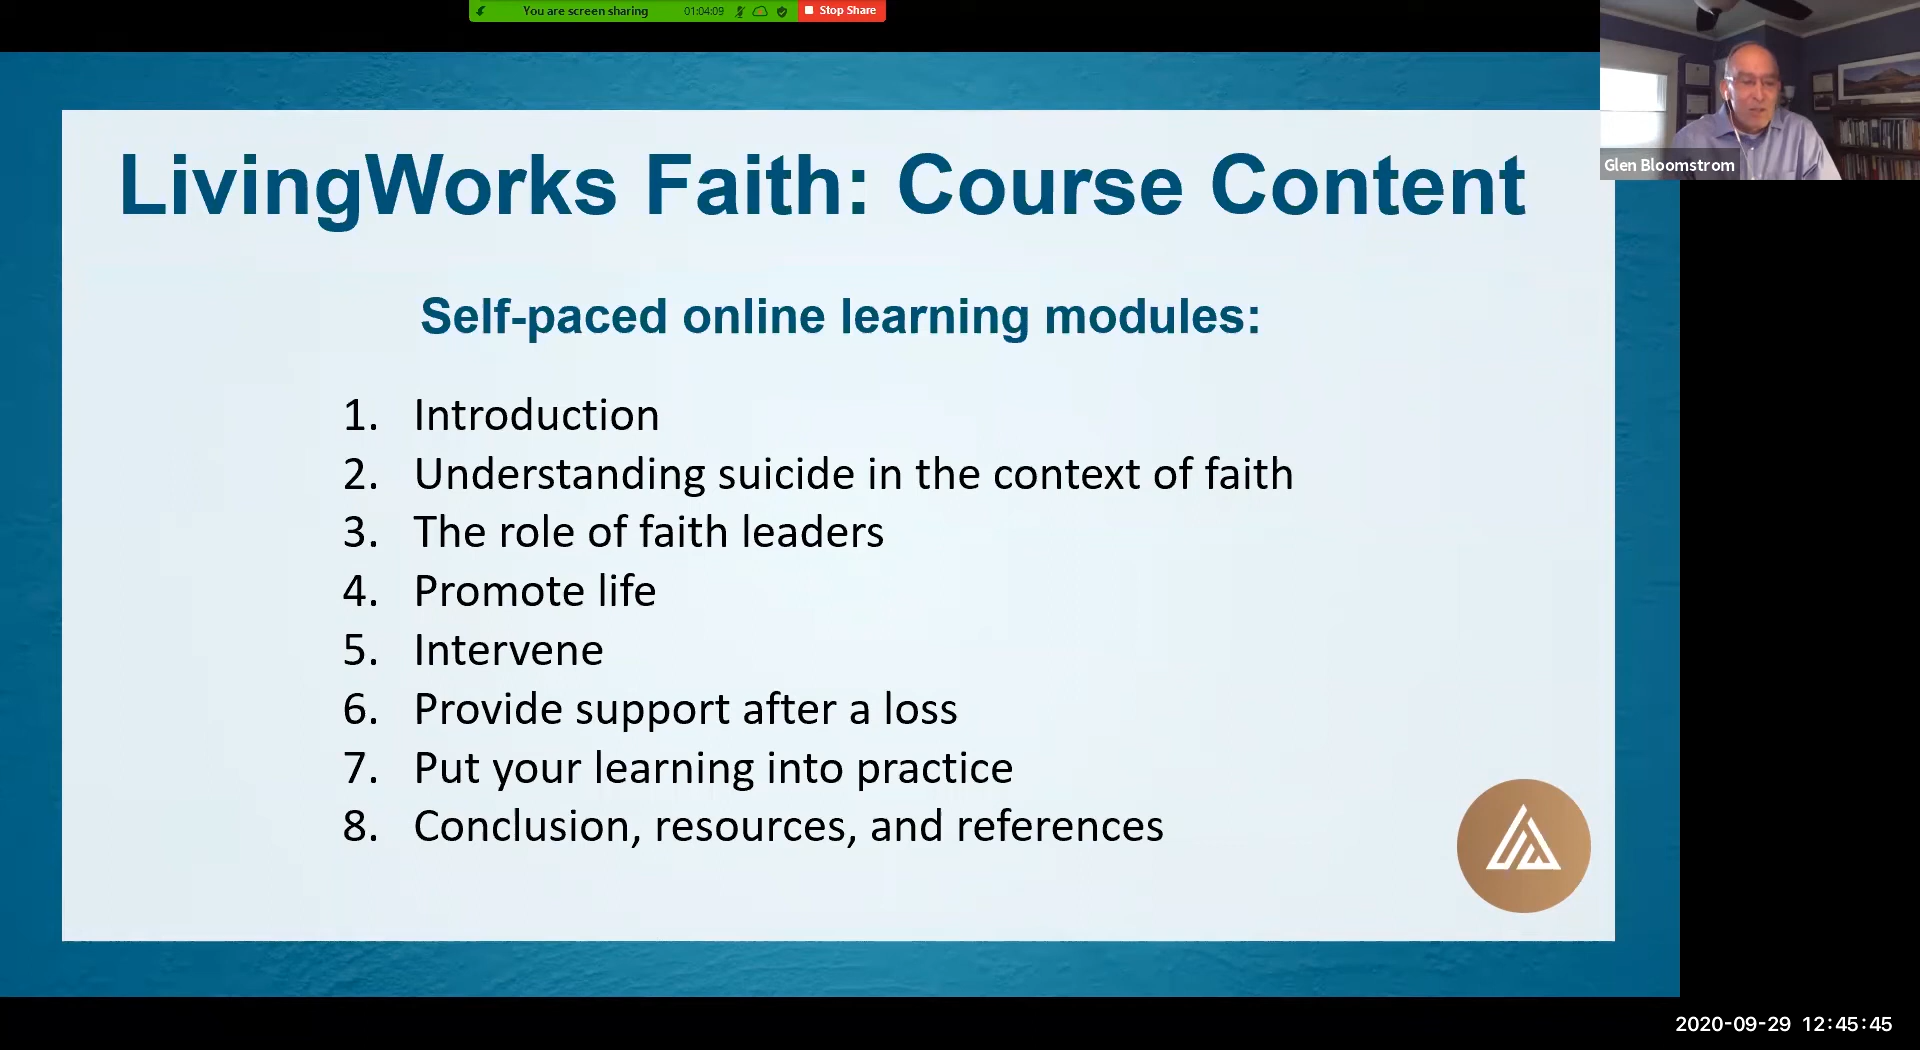 You are screen sharing 01:04:09 Stop Share
Glen Bloomstrom
LivingWorks Faith: Course Content
Self-paced online learning modules:
1. Introduction
2. Understanding suicide in the context of faith
3. The role of faith leaders
4. Promote life
5. Intervene
6. Provide support after a loss
7. Put your learning into practice
8. Conclusion, resources, and references
2020-09-29 12:45:45